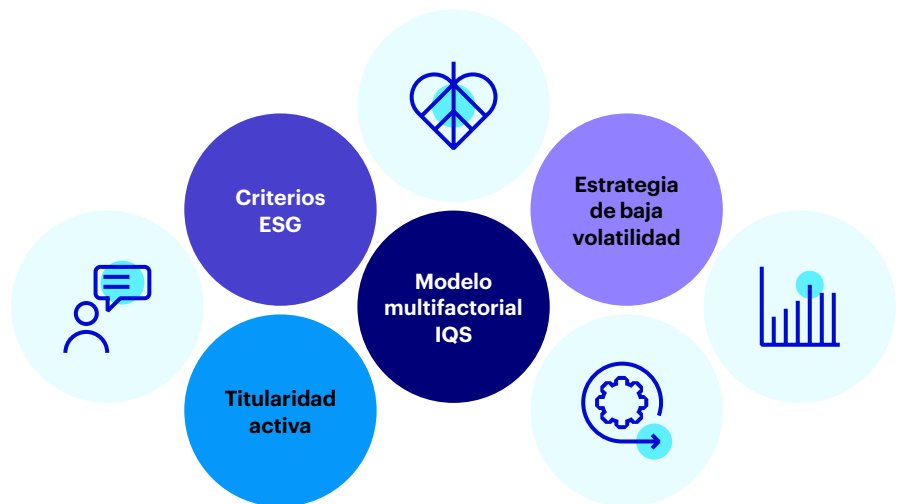 Criterios
ESG
Estrategia
de baja
volatilidad
Modelo
multifactorial
IQS
Titularidad
activa